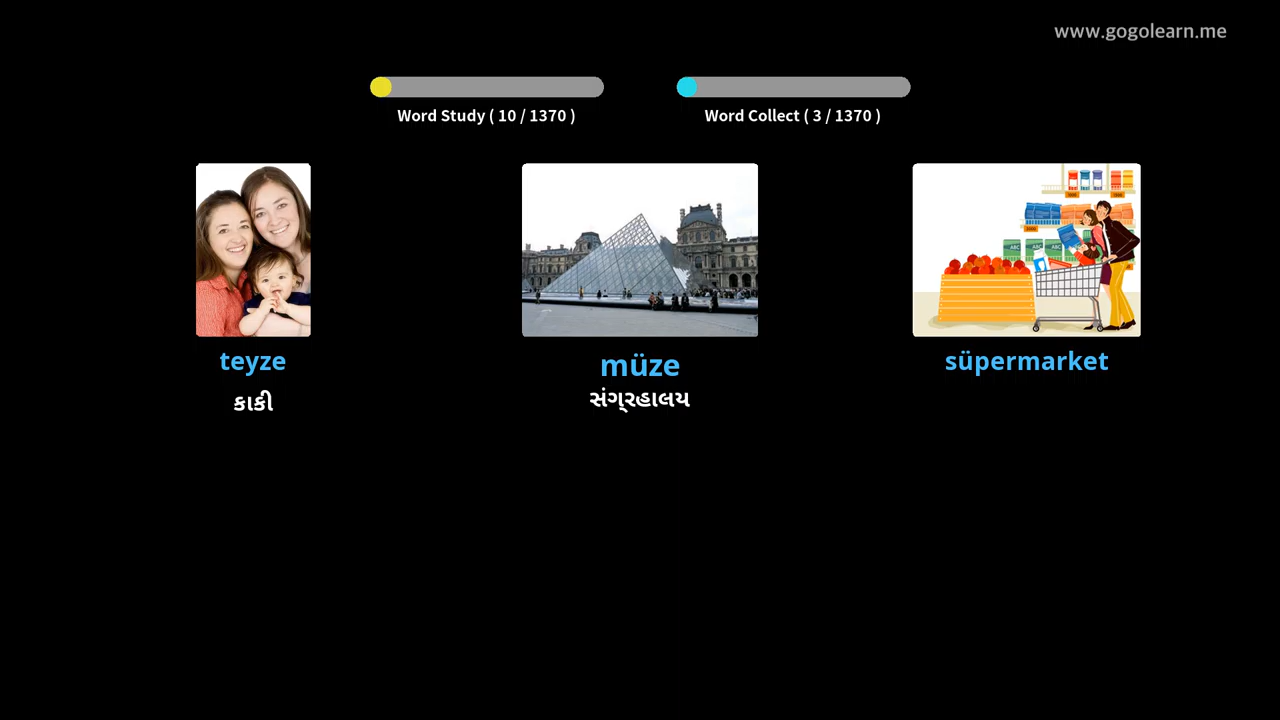 www.gogolearn.me
Word Study ( 10 / 1370 )
Word Collect ( 3 / 1370 )
teyze
müze
süpermarket
કાકી
સંગ્રહાલય